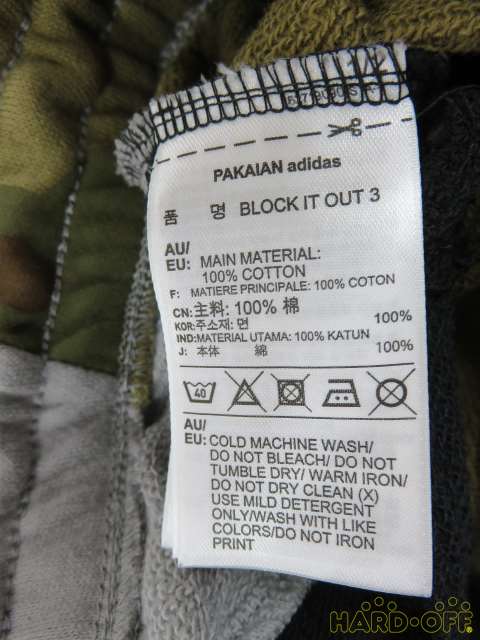 PAKAIAN adidas
품 명 BLOCK IT OUT 3
AU/
EU: MAIN MATERIAL:
100% COTTON
F: MATIERE PRINCIPALE: 100% COTON
CN: 主料: 100% 棉
KOR: 주소재: 면 100%
IND: MATERIAL UTAMA: 100% KATUN
J: 本体 綿 100%
40
AU/
EU: COLD MACHINE WASH/
DO NOT BLEACH/ DO NOT
TUMBLE DRY/ WARM IRON/
DO NOT DRY CLEAN (X)
USE MILD DETERGENT
ONLY/WASH WITH LIKE
COLORS/DO NOT IRON
PRINT
HARD-OFF